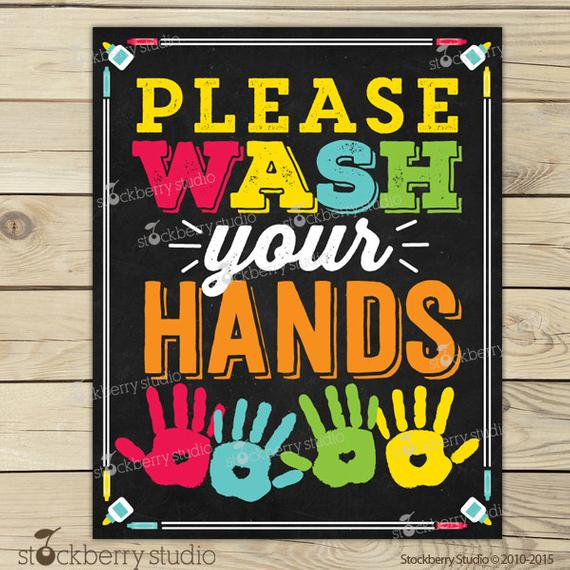 PLEASE
WASH
your
HANDS
stockberry studio
Stockberry Studio © 2010-2015